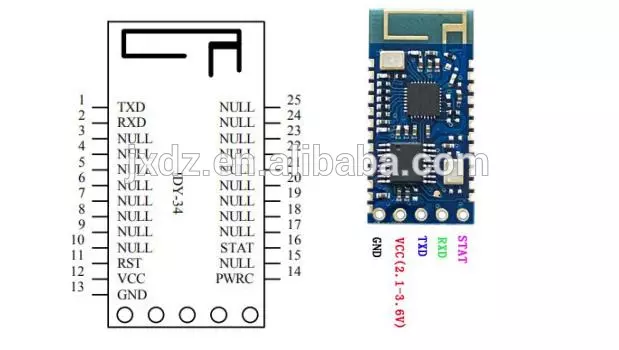 1 TXD NULL 25
2 RXD NULL 24
3 NULL NULL 23
4 NULL NULL 22
5 NULL NULL 21
6 NULL NULL 20
7 NULL NULL 19
8 NULL NULL 18
9 NULL NULL 17
10 NULL STAT 16
11 RST NULL 15
12 VCC PWRC 14
13 GND
JDY-34
jxdz.en.alibaba.com
GND
VCC(2.1-3.6V)
TXD
RXD
STAT